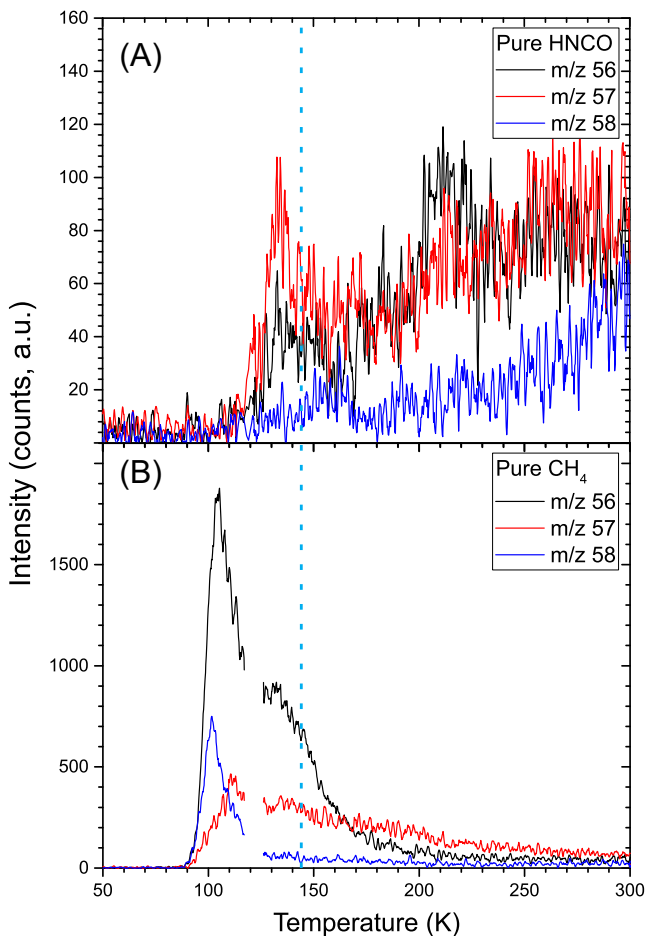 160
(A)
Pure HNCO
m/z 56
m/z 57
m/z 58
140
120
100
80
60
40
20
Intensity (counts, a.u.)
(B)
Pure CH₄
m/z 56
m/z 57
m/z 58
1500
1000
500
0
50 100 150 200 250 300
Temperature (K)